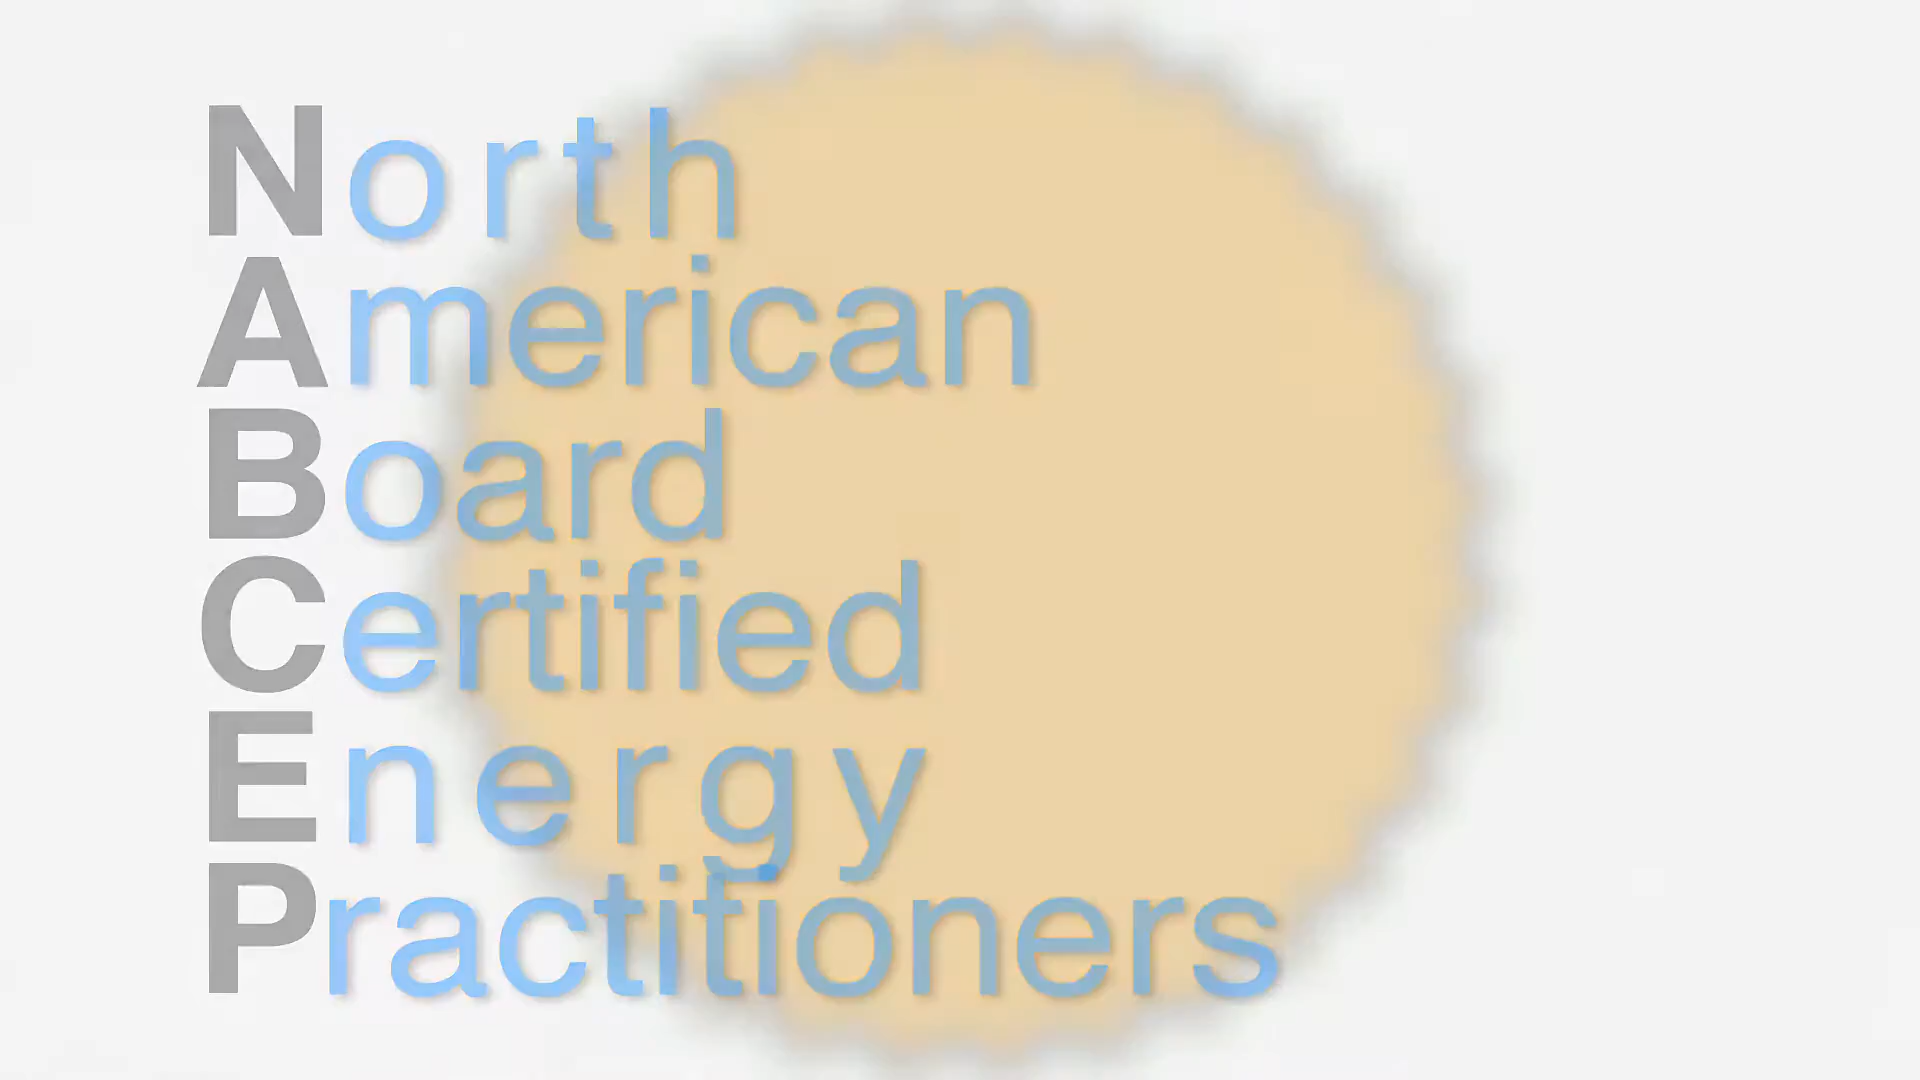 North
American
Board
Certified
Energy
Practitioners